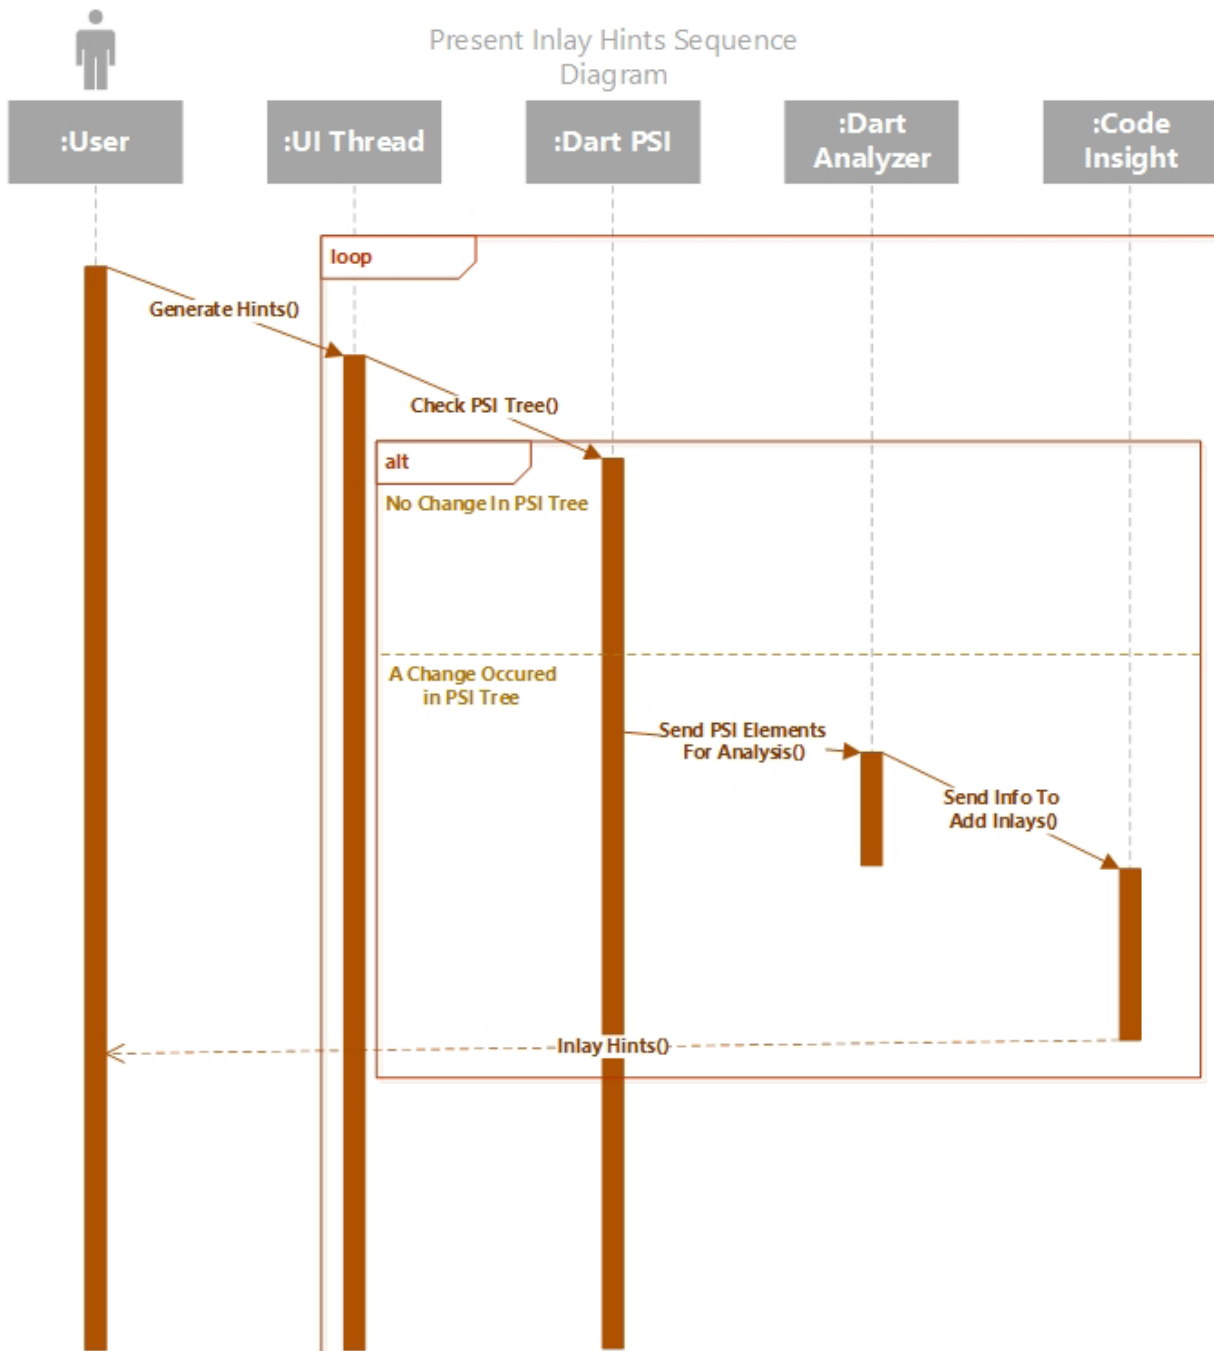 Present Inlay Hints Sequence
Diagram
:User
:UI Thread
:Dart PSI
:Dart
Analyzer
:Code
Insight
loop
Generate Hints()
Check PSI Tree()
alt
No Change In PSI Tree
A Change Occured
in PSI Tree
Send PSI Elements
For Analysis()
Send Info To
Add Inlays()
Inlay Hints()